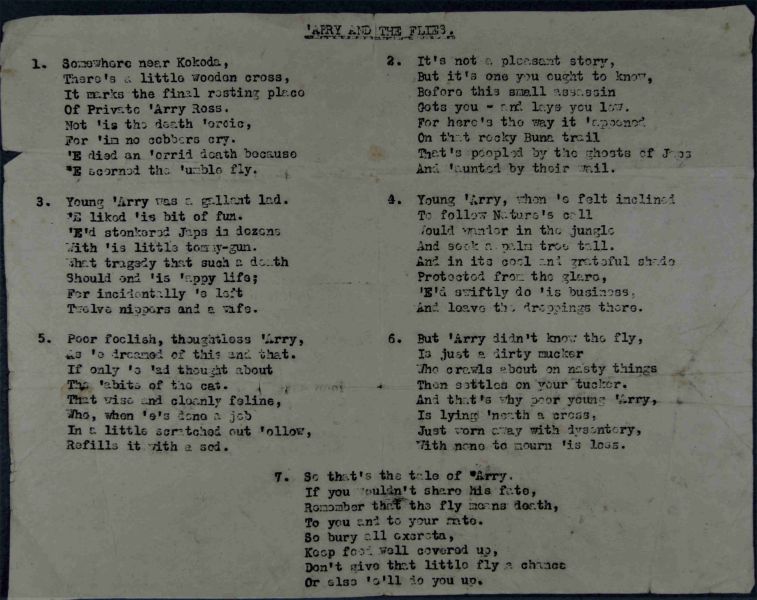 'ARRY AND THE FLIES.
1. Somewhere near Kokoda,
There's a little wooden cross,
It marks the final resting place
Of Private 'Arry Ross.
Not 'is the death 'eroic,
For 'im no cobbers cry.
'E died an 'orrid death because
'E scorned the 'umble fly.
2. It's not a pleasant story,
But it's one you ought to know,
Before this small assassin
Gets you - and lays you low.
For here's the way it 'appened
On that rocky Buna trail
That's peopled by the ghosts of Japs
And 'aunted by their wail.
3. Young 'Arry was a gallant lad.
'E liked 'is bit of fun.
'E'd stonkered Japs in dozens
With 'is little tommy-gun.
What tragedy that such a death
Should end 'is 'appy life;
For incidentally 'e left
Twelve nippers and a wife.
4. Young 'Arry, when 'e felt inclined
To follow Nature's call
Would wander in the jungle
And seek a palm tree tall.
And in its cool and grateful shade
Protected from the glare,
'E'd swiftly do 'is business,
And leave the droppings there.
5. Poor foolish, thoughtless 'Arry,
As 'e dreamed of this and that.
If only 'e 'ad thought about
The 'abits of the cat.
That wise and cleanly feline,
Who, when 'e's done a job
In a little scratched out 'ollow,
Refills it with a sod.
6. But 'Arry didn't know the fly,
Is just a dirty mucker
Who crawls about on nasty things
Then settles on your tucker.
And that's why poor young 'Arry,
Is lying 'neath a cross,
Just worn away with dysentery,
With none to mourn 'is loss.
7. So that's the tale of 'Arry.
If you wouldn't share his fate,
Remember that the fly means death,
To you and to your mate.
So bury all excreta,
Keep food well covered up,
Don't give that little fly a chance
Or else 'e'll do you up.